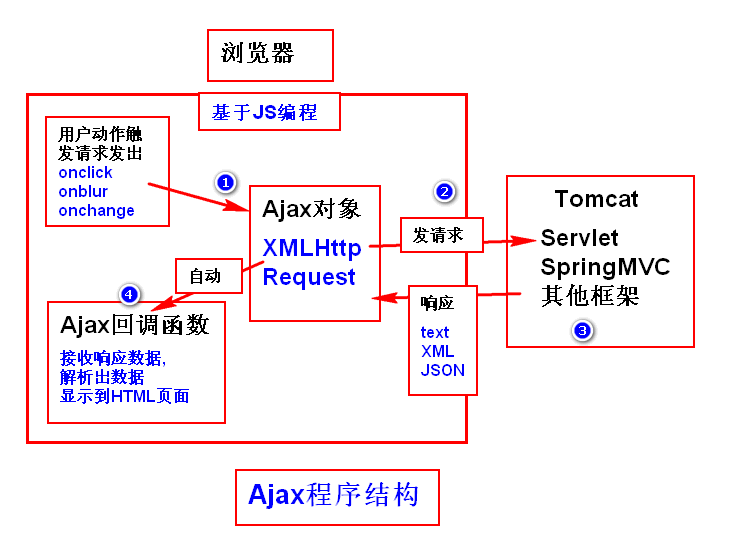 浏览器
基于JS编程
用户动作触
发请求发出
onclick
onblur
onchange
1
Ajax对象
XMLHttp
Request
2
发请求
Tomcat
Servlet
SpringMVC
其他框架
3
响应
text
XML
JSON
自动
4
Ajax回调函数
接收响应数据,
解析出数据
显示到HTML页面
Ajax程序结构